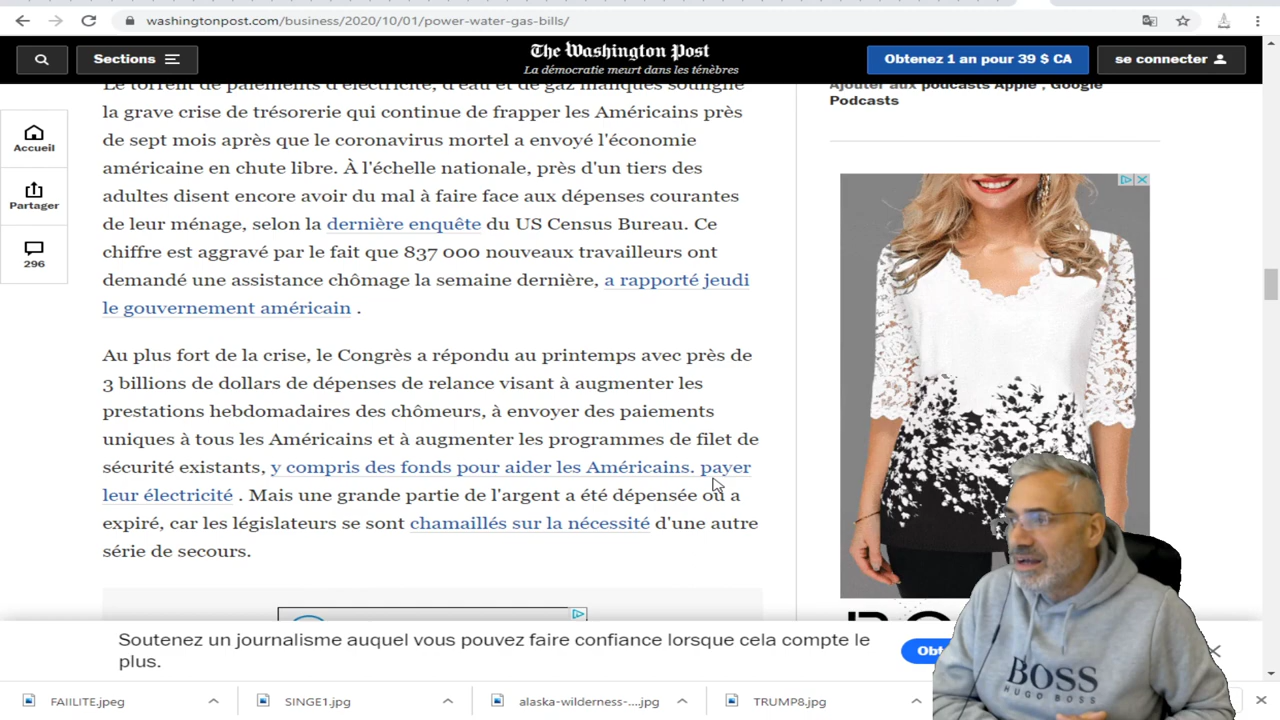 washingtonpost.com/business/2020/10/01/power-water-gas-bills/
Sections
The Washington Post
La démocratie meurt dans les ténèbres
Obtenez 1 an pour 39 $ CA
se connecter
Le torrent de paiements d'électricité, d'eau et de gaz manqués souligne
la grave crise de trésorerie qui continue de frapper les Américains près
de sept mois après que le coronavirus mortel a envoyé l'économie
américaine en chute libre. À l'échelle nationale, près d'un tiers des
adultes disent encore avoir du mal à faire face aux dépenses courantes
de leur ménage, selon la dernière enquête du US Census Bureau. Ce
chiffre est aggravé par le fait que 837 000 nouveaux travailleurs ont
demandé une assistance chômage la semaine dernière, a rapporté jeudi
le gouvernement américain .
Au plus fort de la crise, le Congrès a répondu au printemps avec près de
3 billions de dollars de dépenses de relance visant à augmenter les
prestations hebdomadaires des chômeurs, à envoyer des paiements
uniques à tous les Américains et à augmenter les programmes de filet de
sécurité existants, y compris des fonds pour aider les Américains. payer
leur électricité . Mais une grande partie de l'argent a été dépensée ou a
expiré, car les législateurs se sont chamaillés sur la nécessité d'une autre
série de secours.
Accueil
Partager
296
Ajouter aux podcasts Apple , Google
Podcasts
Soutenez un journalisme auquel vous pouvez faire confiance lorsque cela compte le
plus.
BOSS
HUGO BOSS
FAIILITE.jpeg
SINGE1.jpg
alaska-wilderness-....jpg
TRUMP8.jpg